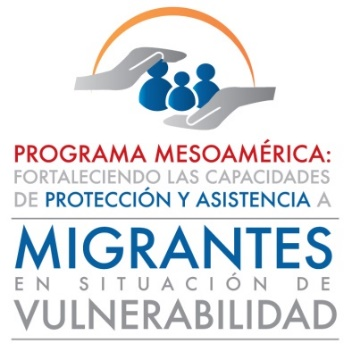 PROGRAMA MESOAMÉRICA:
FORTALECIENDO LAS CAPACIDADES
DE PROTECCIÓN Y ASISTENCIA A
MIGRANTES
EN SITUACIÓN DE
VULNERABILIDAD